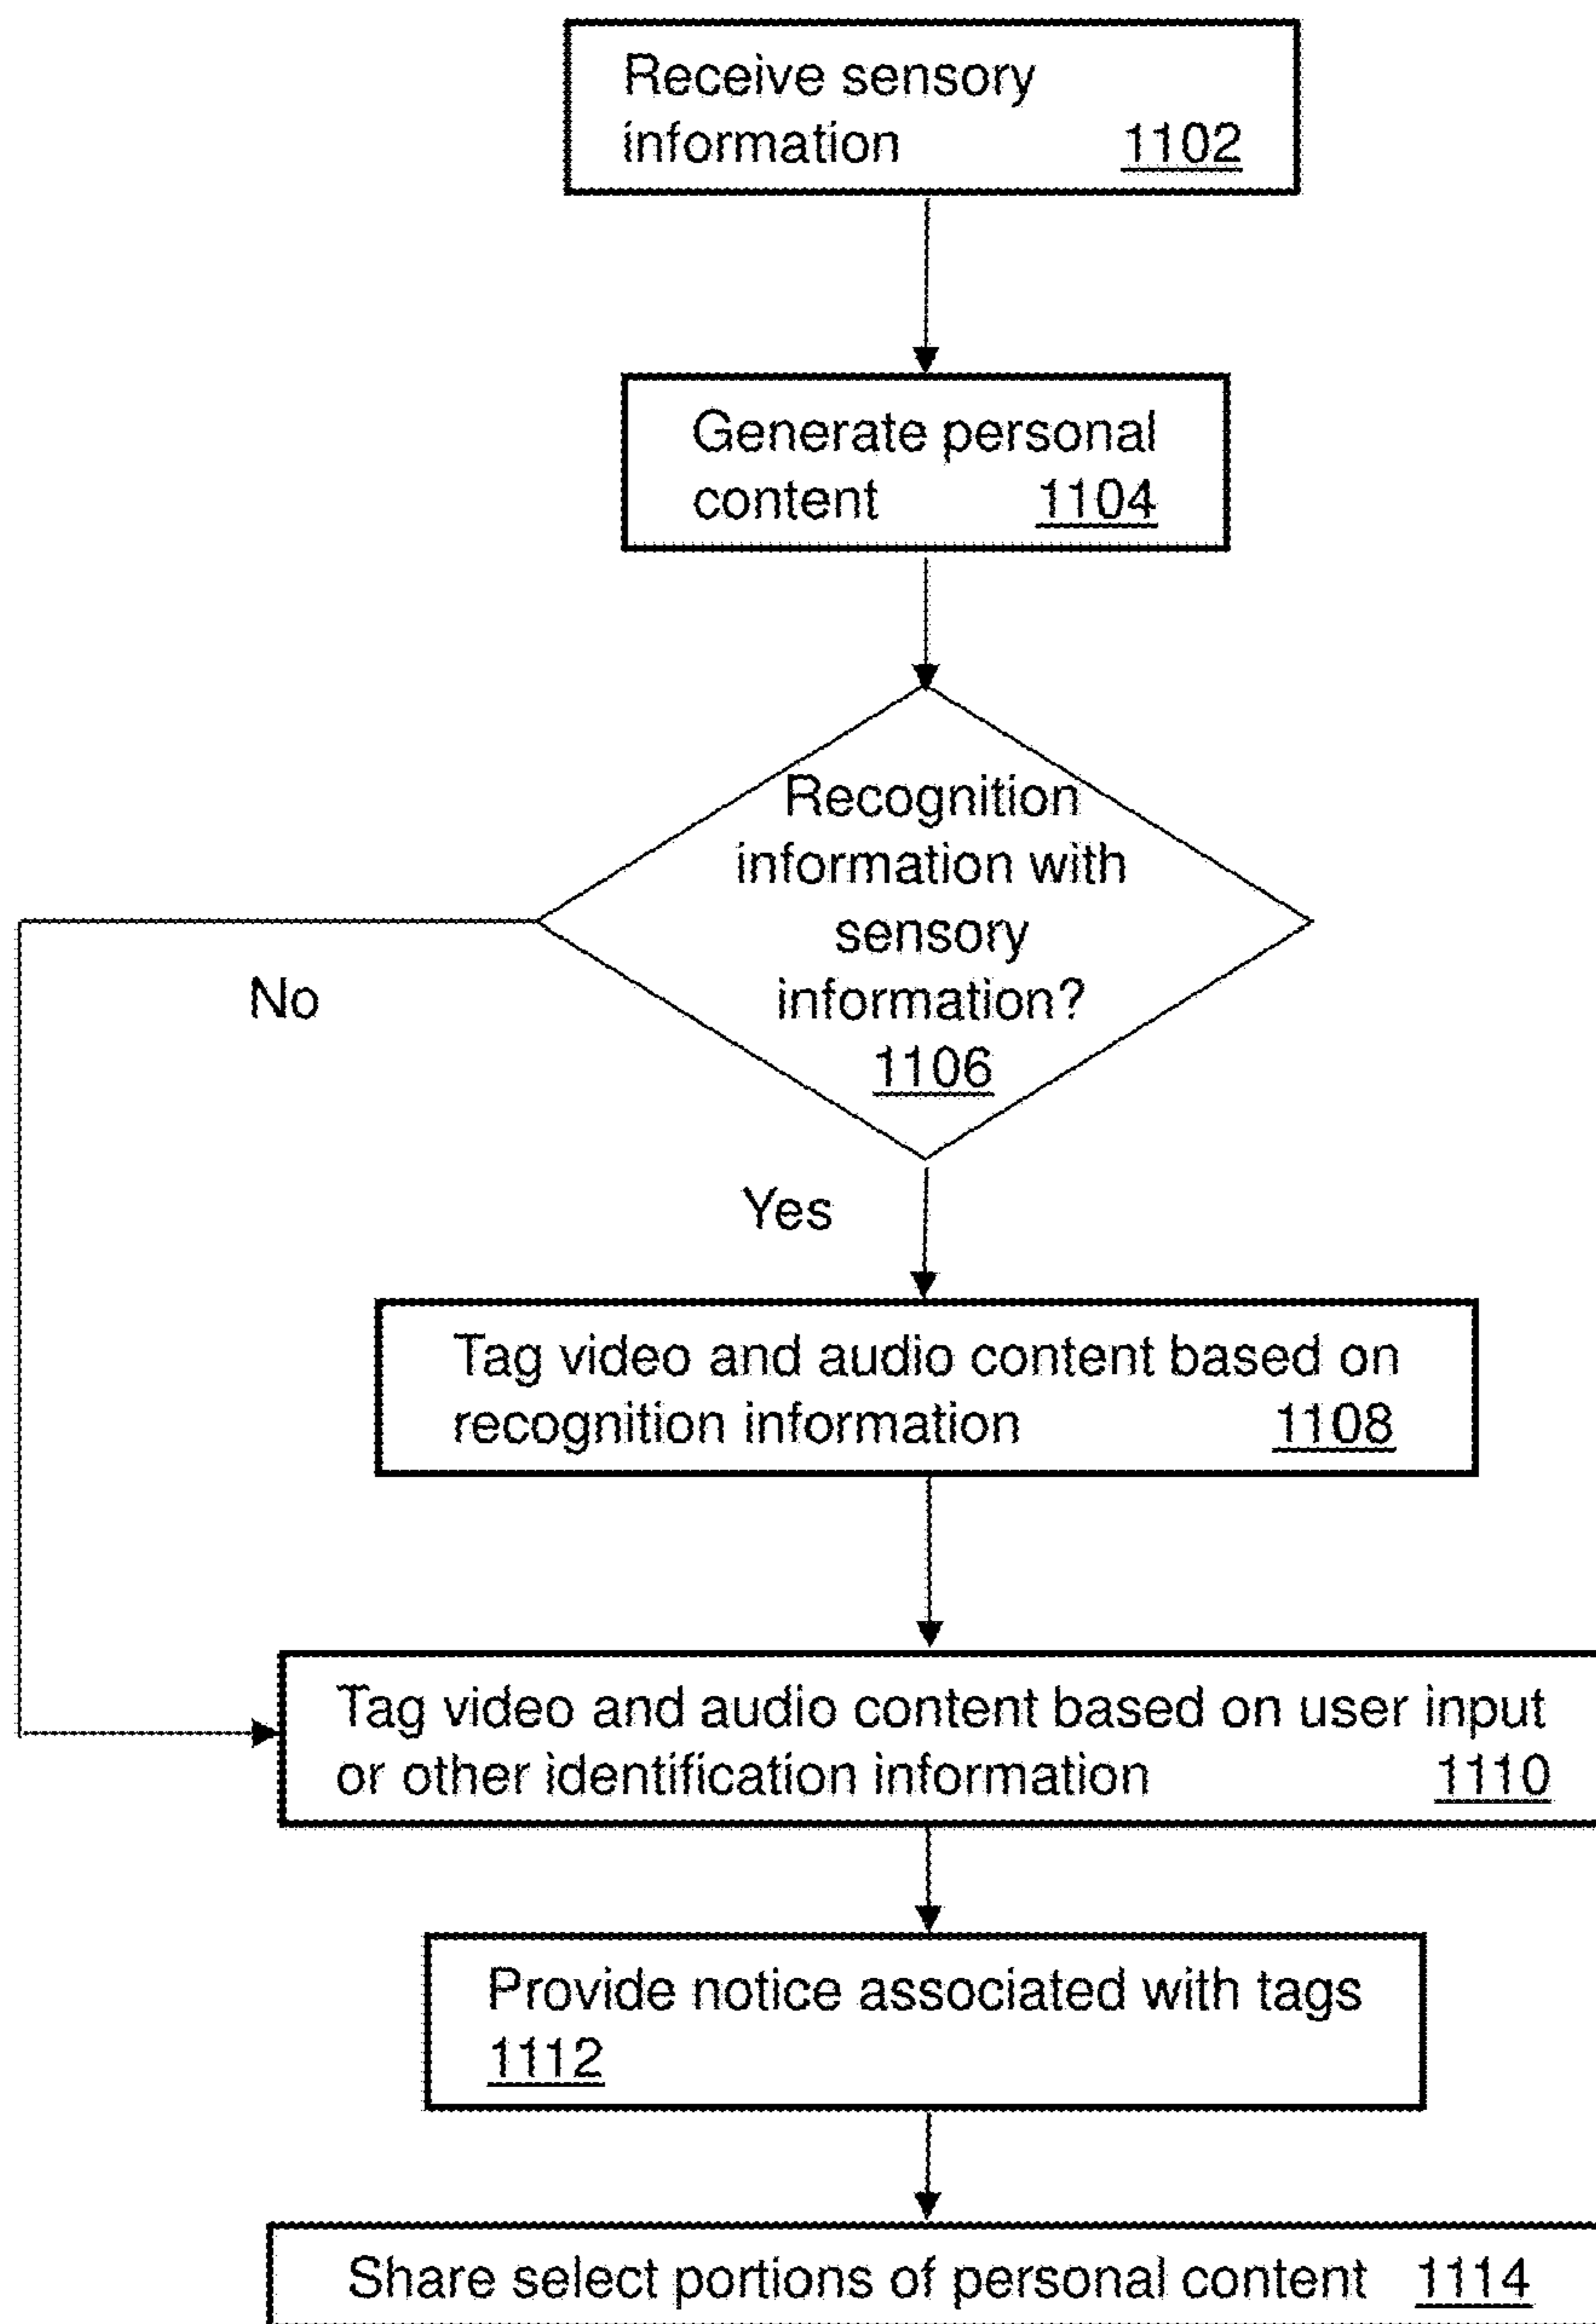 Receive sensory
information 1102
Generate personal
content 1104
Recognition
information with
sensory
information?
1106
No
Yes
Tag video and audio content based on
recognition information 1108
Tag video and audio content based on user input
or other identification information 1110
Provide notice associated with tags
1112
Share select portions of personal content 1114